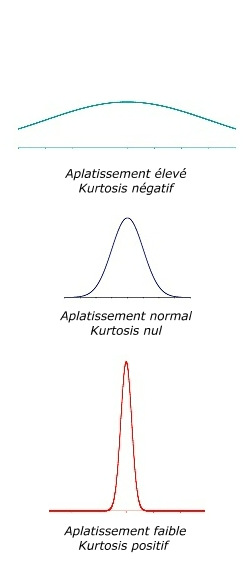 Aplatissement élevé
Kurtosis négatif
Aplatissement normal
Kurtosis nul
Aplatissement faible
Kurtosis positif